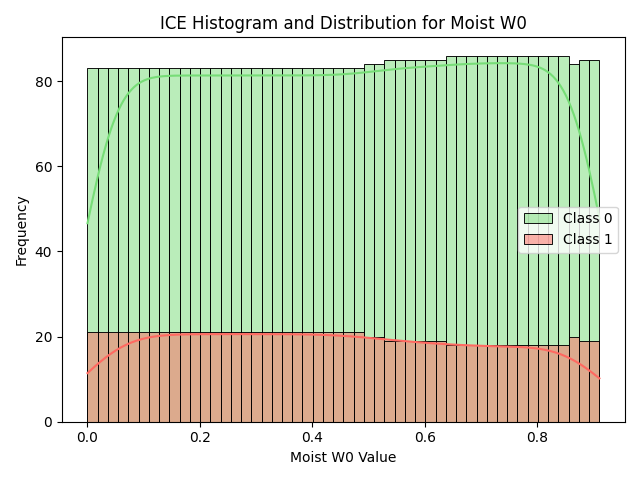 ICE Histogram and Distribution for Moist W0
80
60
40
20
0
Frequency
Class 0
Class 1
0.0 0.2 0.4 0.6 0.8
Moist W0 Value